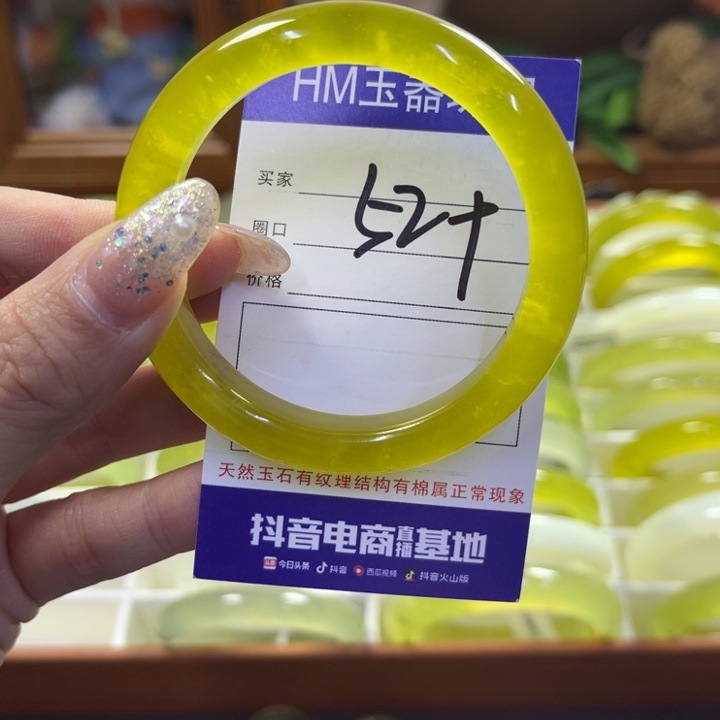 HM玉器
买家
圈口
价格
52+
天然玉石有纹理结构有棉属正常现象
抖音电商直播基地
今日头条 抖音 西瓜视频 抖音火山版